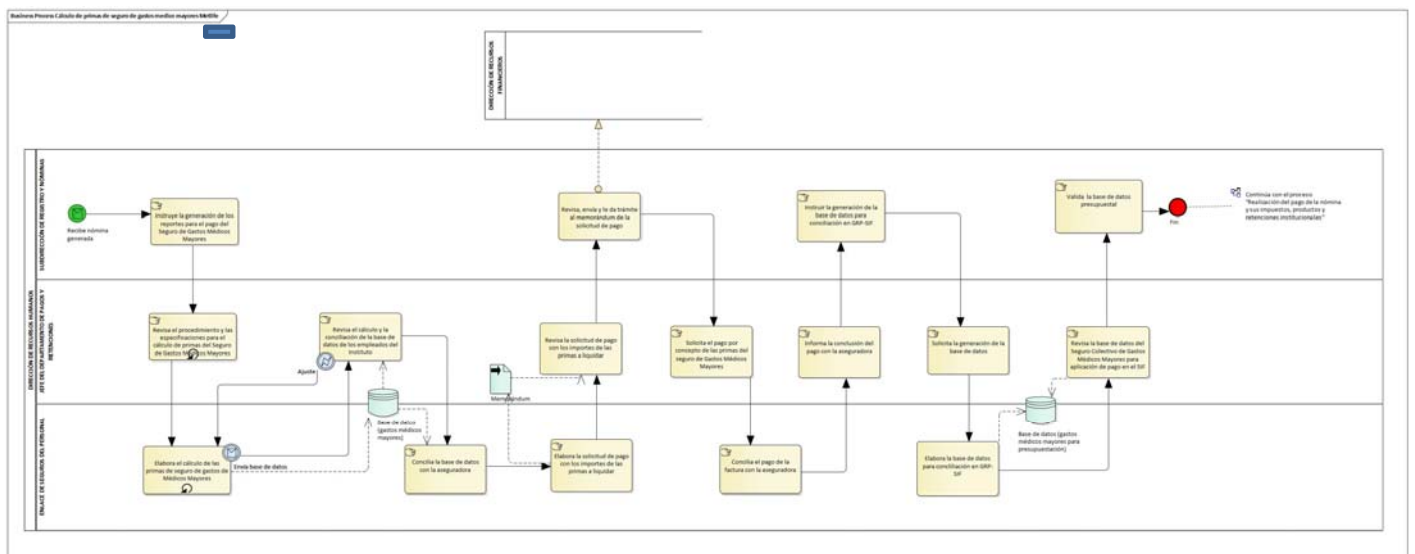 Business Process Cálculo de primas de seguro de gastos medico mayores Metlife
DIRECCIÓN DE RECURSOS
FINANCIEROS
DIRECCIÓN DE RECURSOS HUMANOS
SUBDIRECCIÓN DE REGISTRO Y NÓMINAS
Recibe nómina
generada
Instruye la generación de los
reportes para el pago del
Seguro de Gastos Médicos
Mayores
Revisa, envía y le da trámite
al memorándum de la
solicitud de pago
Instruir la generación de la
base de datos para
conciliación en GRP-SIF
Valida la base de datos
presupuestal
Fin
Continúa con el proceso
"Realización del pago de la nómina
y sus impuestos, productos y
retenciones institucionales"
JEFE DEL DEPARTAMENTO DE PAGOS Y
RETENCIONES
Revisa el procedimiento y las
especificaciones para el
cálculo de primas del Seguro
de Gastos Médicos Mayores
Revisa el cálculo y la
conciliación de la base de
datos de los empleados del
Instituto
Ajuste
Revisa la solicitud de pago
con los importes de las
primas a liquidar
Memorándum
Solicita el pago por
concepto de las primas del
seguro de Gastos Médicos
Mayores
Informa la conclusión del
pago con la aseguradora
Solicita la generación de la
base de datos
Revisa la base de datos del
Seguro Colectivo de Gastos
Médicos Mayores para
aplicación de pago en el SIF
ENLACE DE SEGUROS DEL PERSONAL
Elabora el cálculo de las
primas de seguro de gastos de
Médicos Mayores
Envía base de datos
Base de datos
(gastos médicos
mayores)
Concilia la base de datos
con la aseguradora
Elabora la solicitud de pago
con los importes de las
primas a liquidar
Concilia el pago de la
factura con la aseguradora
Elabora la base de datos
para conciliación en GRP-
SIF
Base de datos (gastos
médicos mayores para
presupuestación)